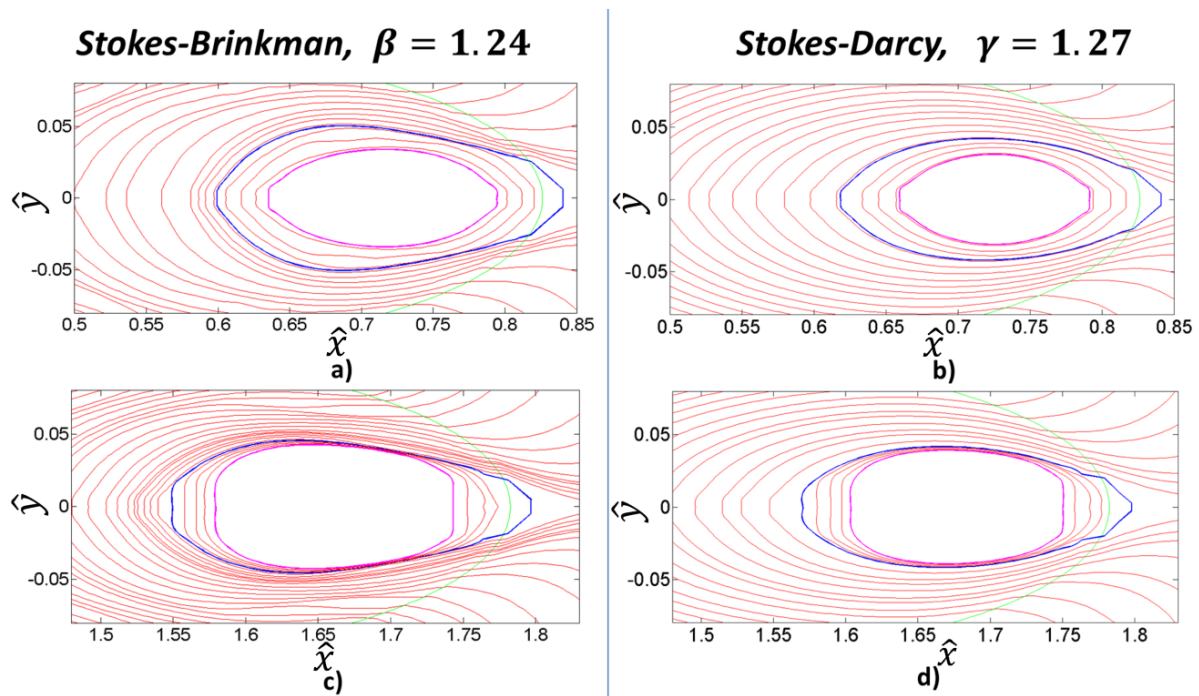 Stokes-Brinkman, β = 1.24
Stokes-Darcy, γ = 1.27
0.05
0
-0.05
ŷ
0.5 0.55 0.6 0.65 0.7 0.75 0.8 0.85
x̂
a)
0.05
0
-0.05
ŷ
0.5 0.55 0.6 0.65 0.7 0.75 0.8 0.85
x̂
b)
0.05
0
-0.05
ŷ
1.5 1.55 1.6 1.65 1.7 1.75 1.8
x̂
c)
0.05
0
-0.05
ŷ
1.5 1.55 1.6 1.65 1.7 1.75 1.8
d) x̂